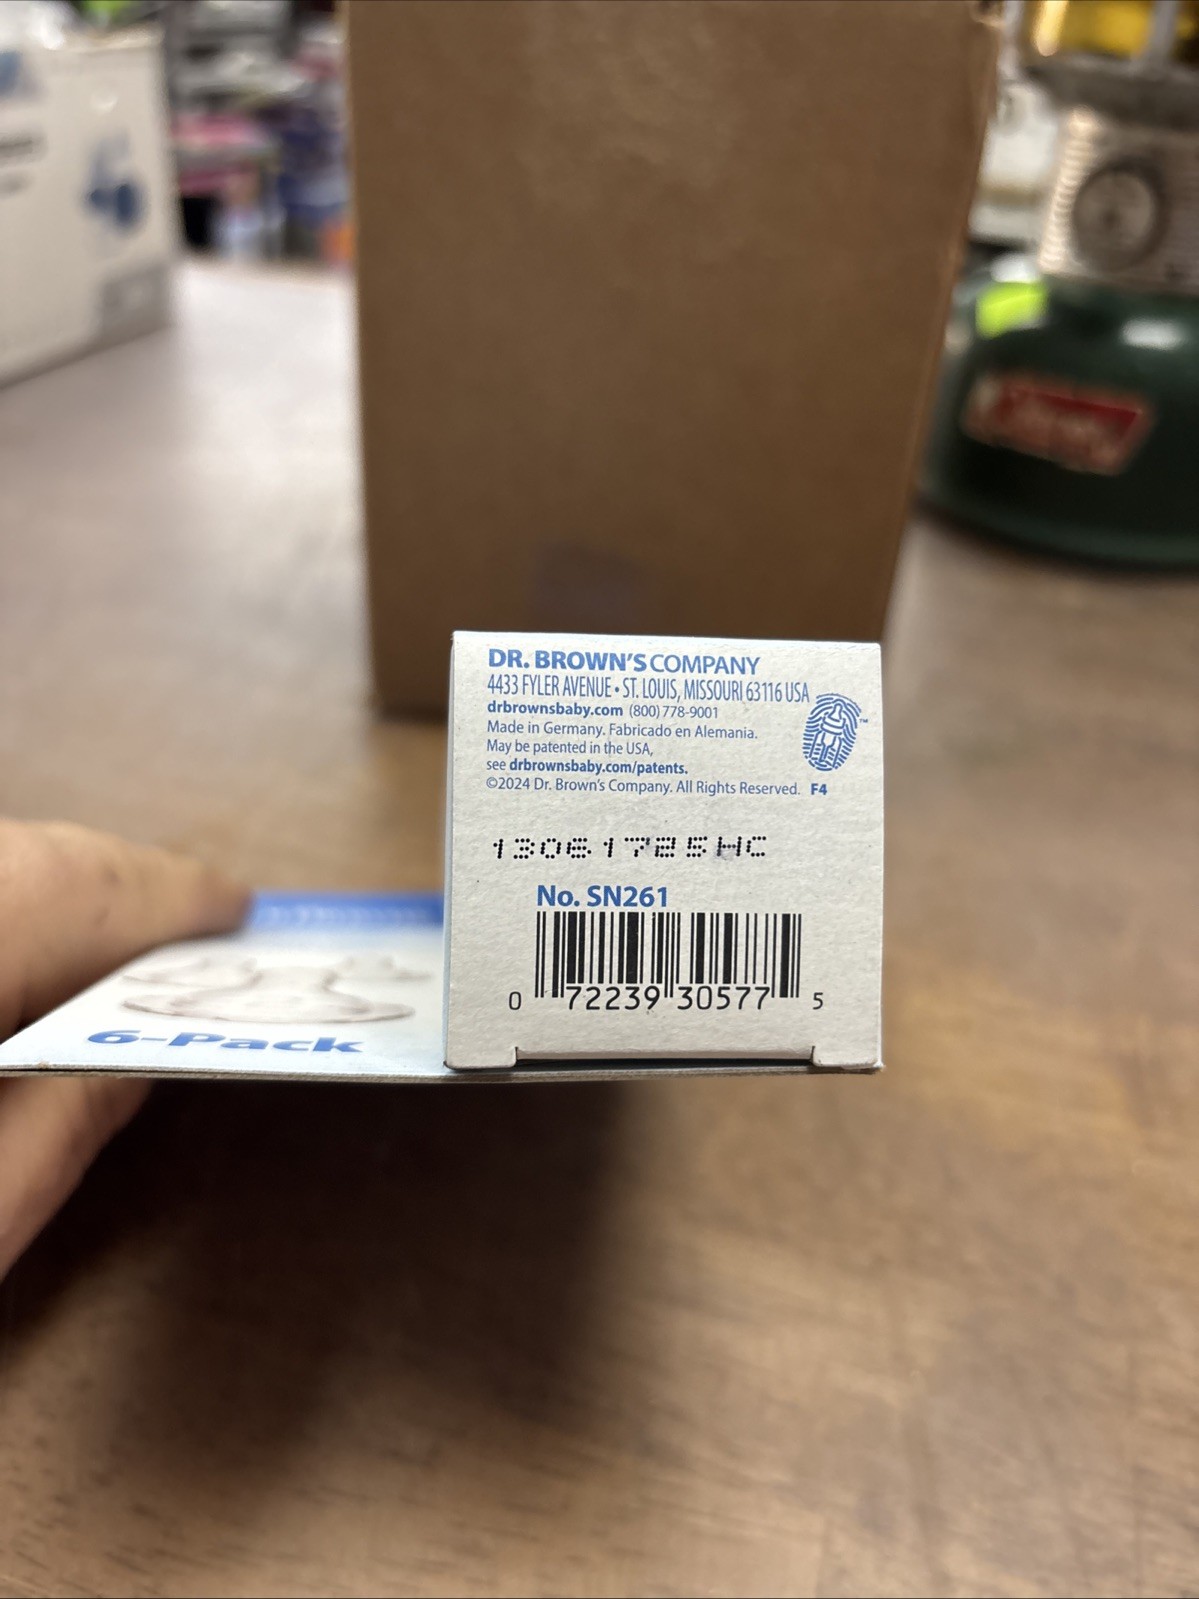 DR. BROWN'S COMPANY
4433 FYLER AVENUE • ST. LOUIS, MISSOURI 63116 USA
drbrownsbaby.com (800) 778-9001
Made in Germany. Fabricado en Alemania.
May be patented in the USA,
see drbrownsbaby.com/patents.
©2024 Dr. Brown's Company. All Rights Reserved. F4
™
13061725HC
No. SN261
0 72239 30577 5
6-Pack
Coleman